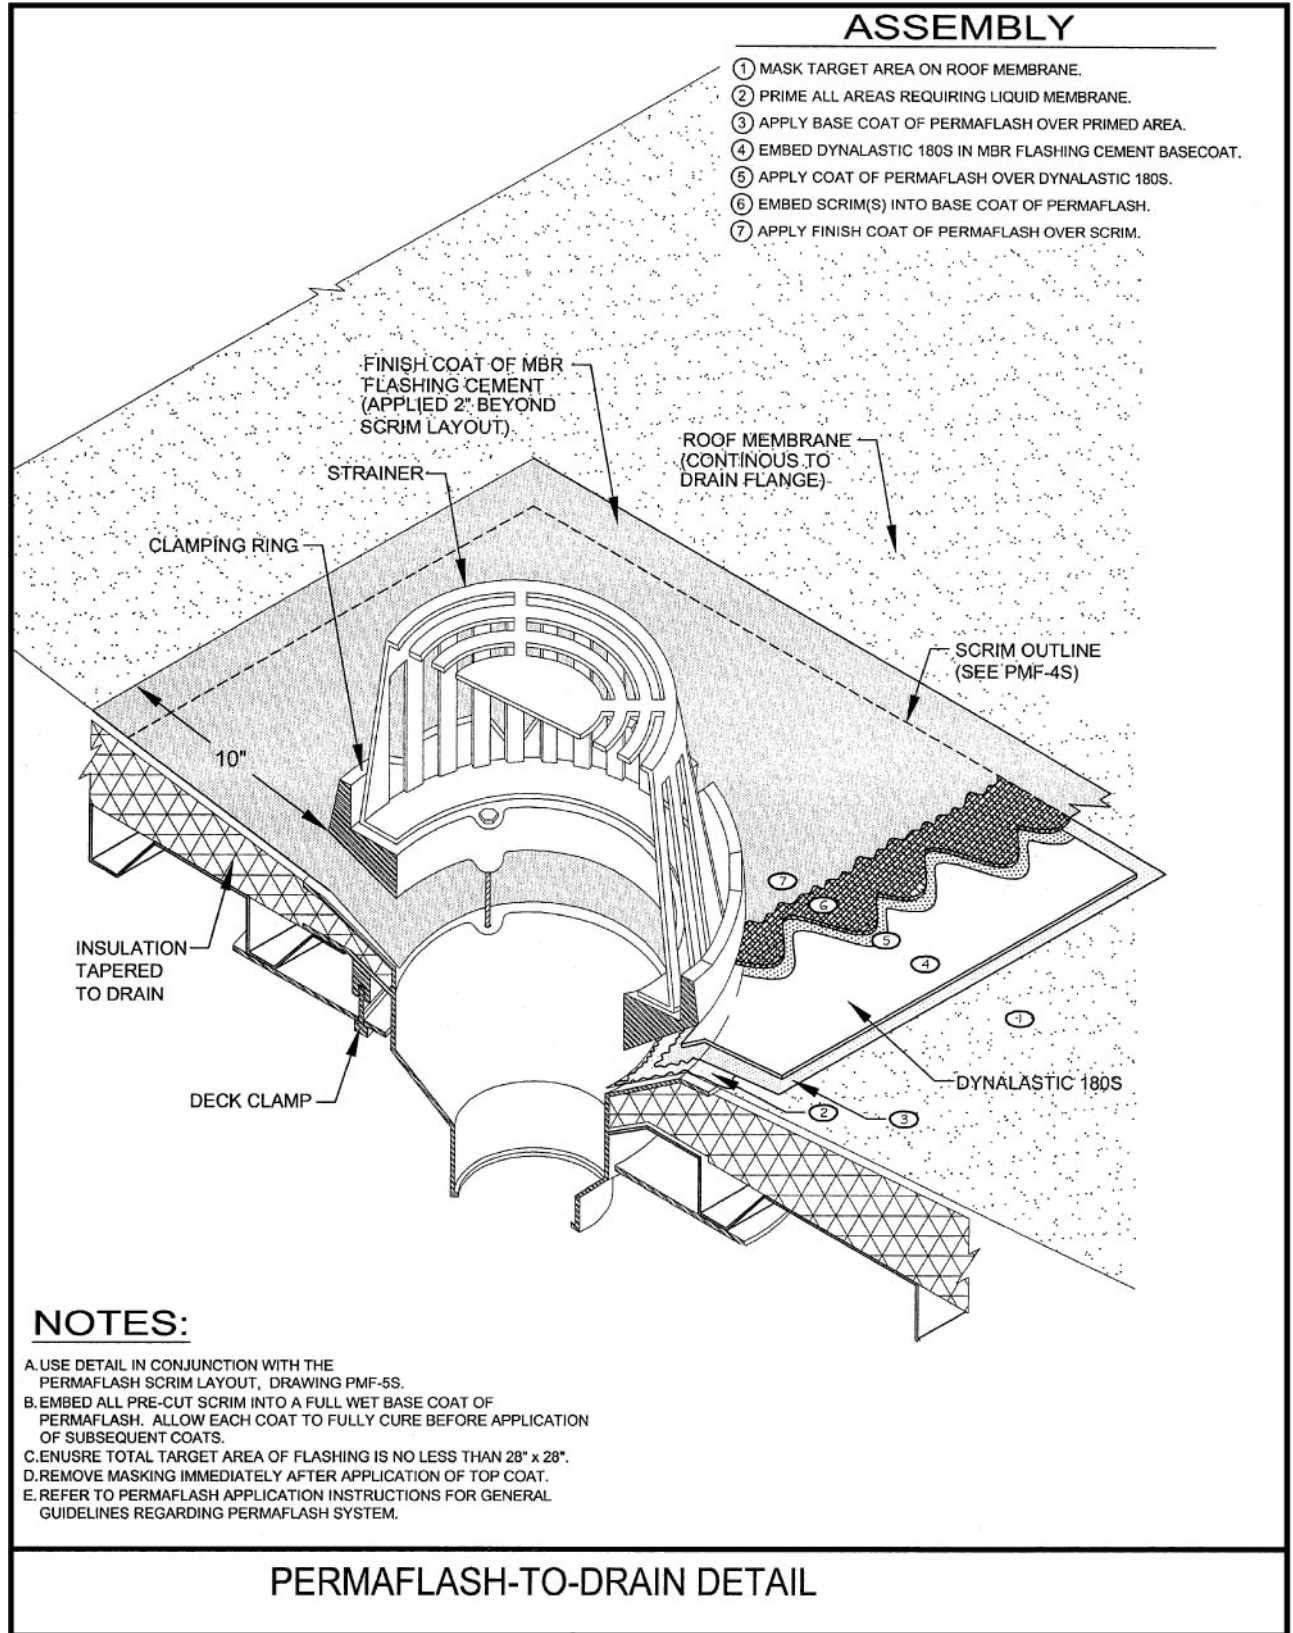 ASSEMBLY
1 MASK TARGET AREA ON ROOF MEMBRANE.
2 PRIME ALL AREAS REQUIRING LIQUID MEMBRANE.
3 APPLY BASE COAT OF PERMAFLASH OVER PRIMED AREA.
4 EMBED DYNALASTIC 180S IN MBR FLASHING CEMENT BASECOAT.
5 APPLY COAT OF PERMAFLASH OVER DYNALASTIC 180S.
6 EMBED SCRIM(S) INTO BASE COAT OF PERMAFLASH.
7 APPLY FINISH COAT OF PERMAFLASH OVER SCRIM.
FINISH COAT OF MBR
FLASHING CEMENT
(APPLIED 2" BEYOND
SCRIM LAYOUT)
ROOF MEMBRANE
(CONTINOUS TO
DRAIN FLANGE)
STRAINER
CLAMPING RING
SCRIM OUTLINE
(SEE PMF-4S)
10"
7
6
5
4
1
INSULATION
TAPERED
TO DRAIN
DYNALASTIC 180S
DECK CLAMP
2
3
NOTES:
A. USE DETAIL IN CONJUNCTION WITH THE
PERMAFLASH SCRIM LAYOUT, DRAWING PMF-5S.
B. EMBED ALL PRE-CUT SCRIM INTO A FULL WET BASE COAT OF
PERMAFLASH. ALLOW EACH COAT TO FULLY CURE BEFORE APPLICATION
OF SUBSEQUENT COATS.
C. ENUSRE TOTAL TARGET AREA OF FLASHING IS NO LESS THAN 28" x 28".
D. REMOVE MASKING IMMEDIATELY AFTER APPLICATION OF TOP COAT.
E. REFER TO PERMAFLASH APPLICATION INSTRUCTIONS FOR GENERAL
GUIDELINES REGARDING PERMAFLASH SYSTEM.
PERMAFLASH-TO-DRAIN DETAIL